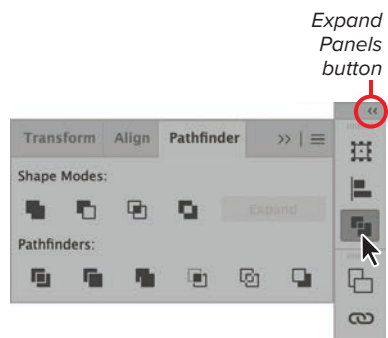 Expand
Panels
button
Transform Align Pathfinder >> | ≡
Shape Modes:
Expand
Pathfinders: